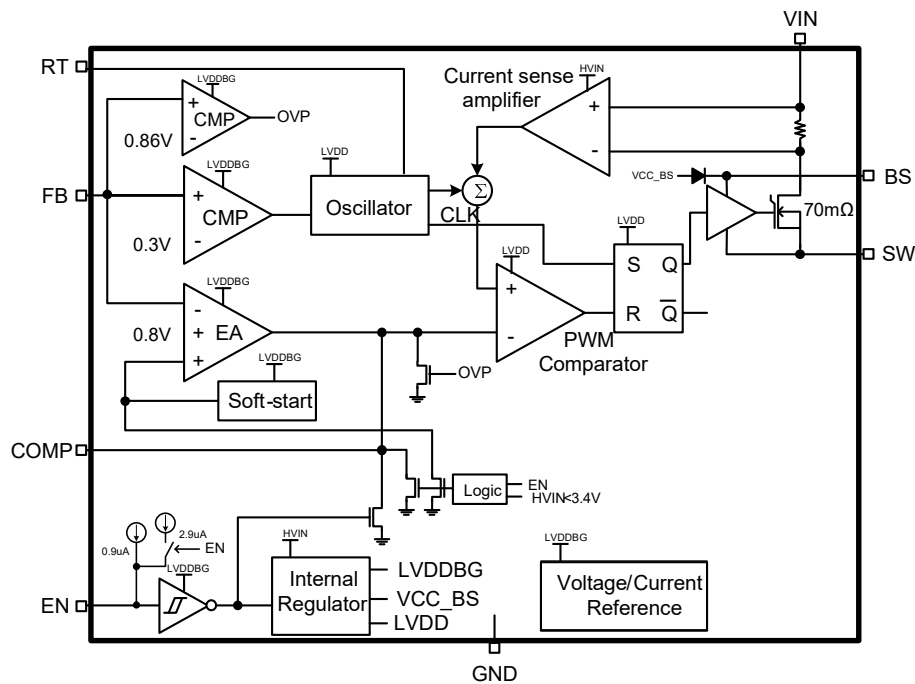 VIN
RT
LVDDBG
+
CMP
-
OVP
0.86V
Current sense
amplifier
HVIN
+
-
FB
LVDDBG
+
CMP
-
0.3V
LVDD
Oscillator
Σ
CLK
VCC_BS
BS
70mΩ
SW
LVDD
S Q
R Q
LVDD
+
-
PWM
Comparator
LVDDBG
-
+ EA
+
0.8V
OVP
LVDDBG
Soft-start
COMP
Logic
EN
HVIN<3.4V
0.9uA
2.9uA
EN
LVDDBG
EN
HVIN
Internal
Regulator
LVDDBG
VCC_BS
LVDD
LVDDBG
Voltage/Current
Reference
GND